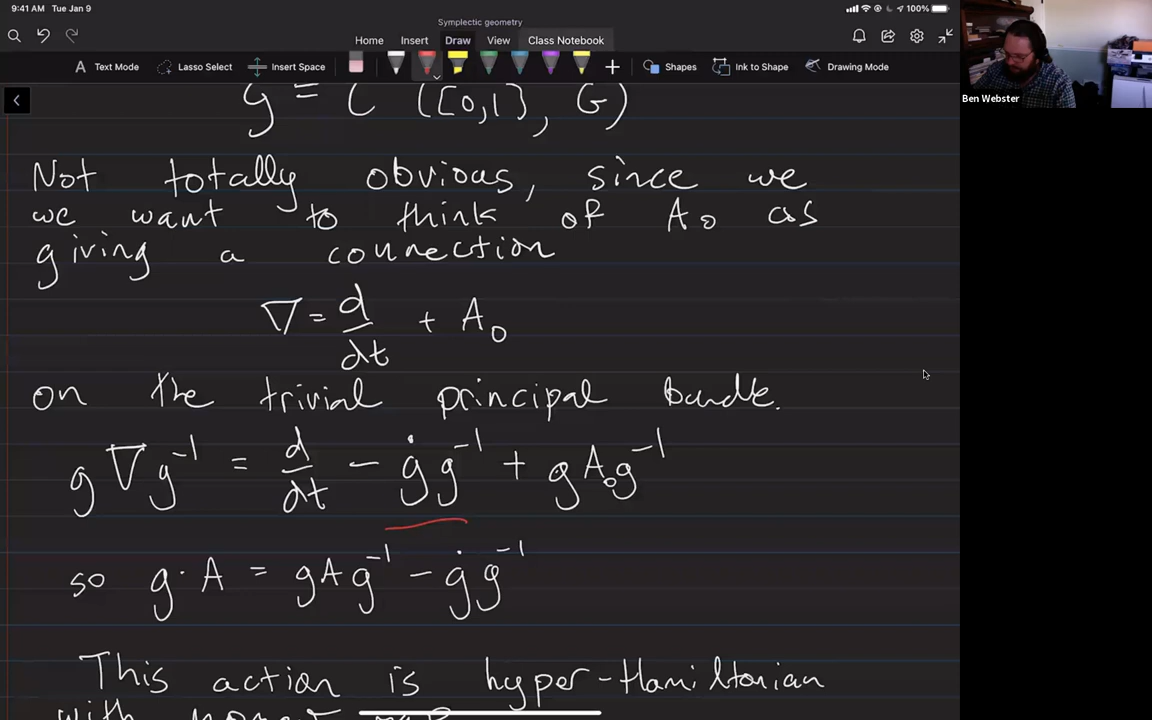 9:41 AM Tue Jan 9
100%
Symplectic geometry
Home Insert Draw View Class Notebook
Text Mode Lasso Select Insert Space Shapes Ink to Shape Drawing Mode
Ben Webster
([0,1], G)
Not totally obvious, since we
we want to think of A₀ as
giving a connection
∇ = d/dt + A₀
on the trivial principal bundle.
g∇g⁻¹ = d/dt − ġg⁻¹ + gA₀g⁻¹
so g·A = gAg⁻¹ − ġg⁻¹
This action is hyper-Hamiltonian
with moment